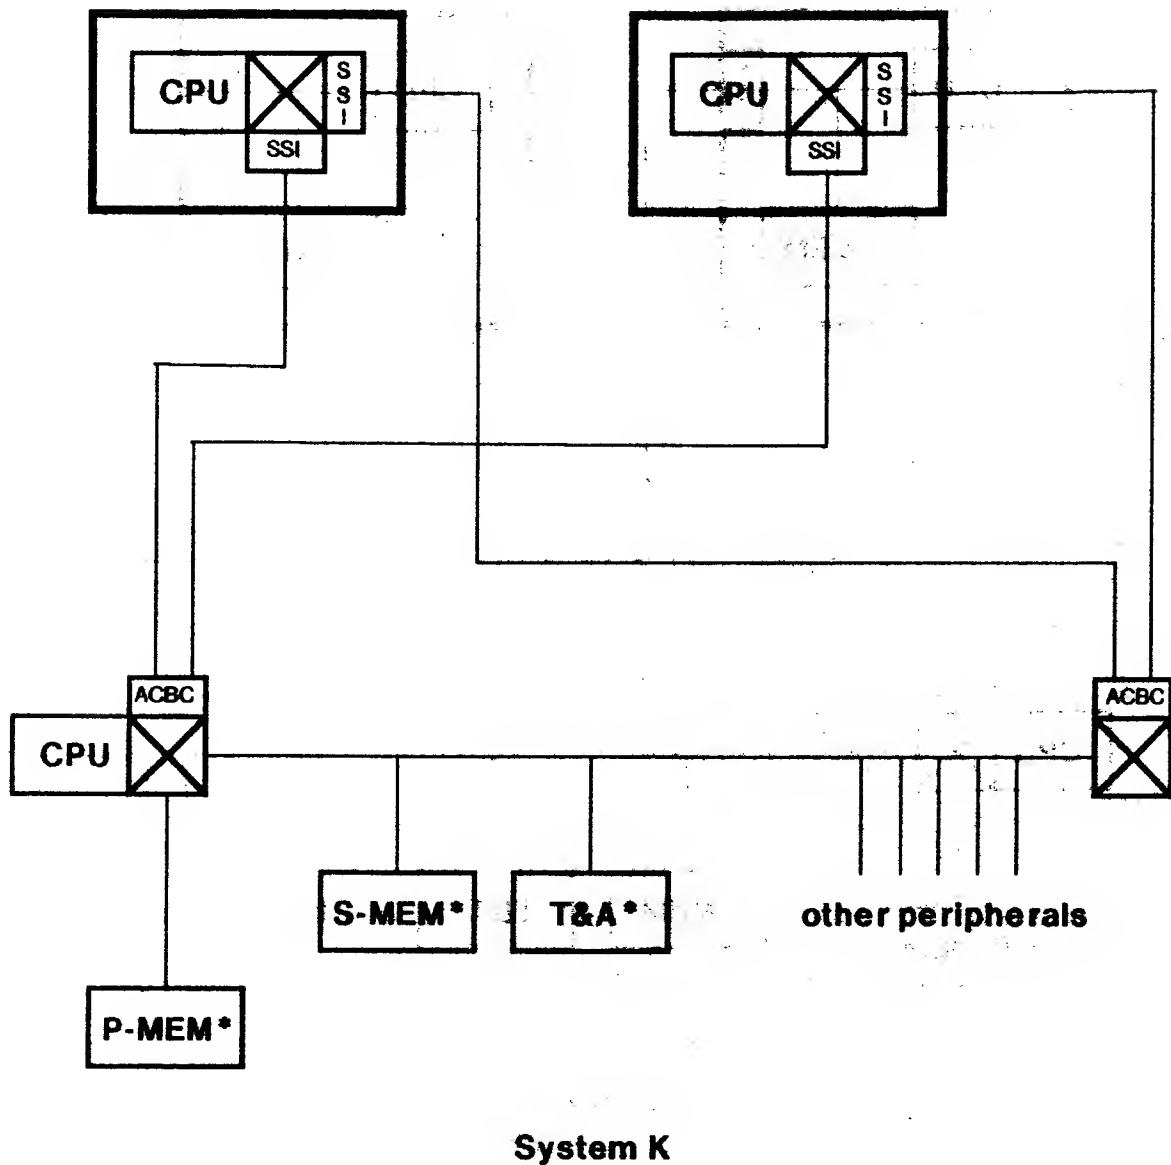 CPU
S
S
I
SSI
CPU
S
S
I
SSI
ACBC
CPU
ACBC
S-MEM*
T&A*
other peripherals
P-MEM*
System K